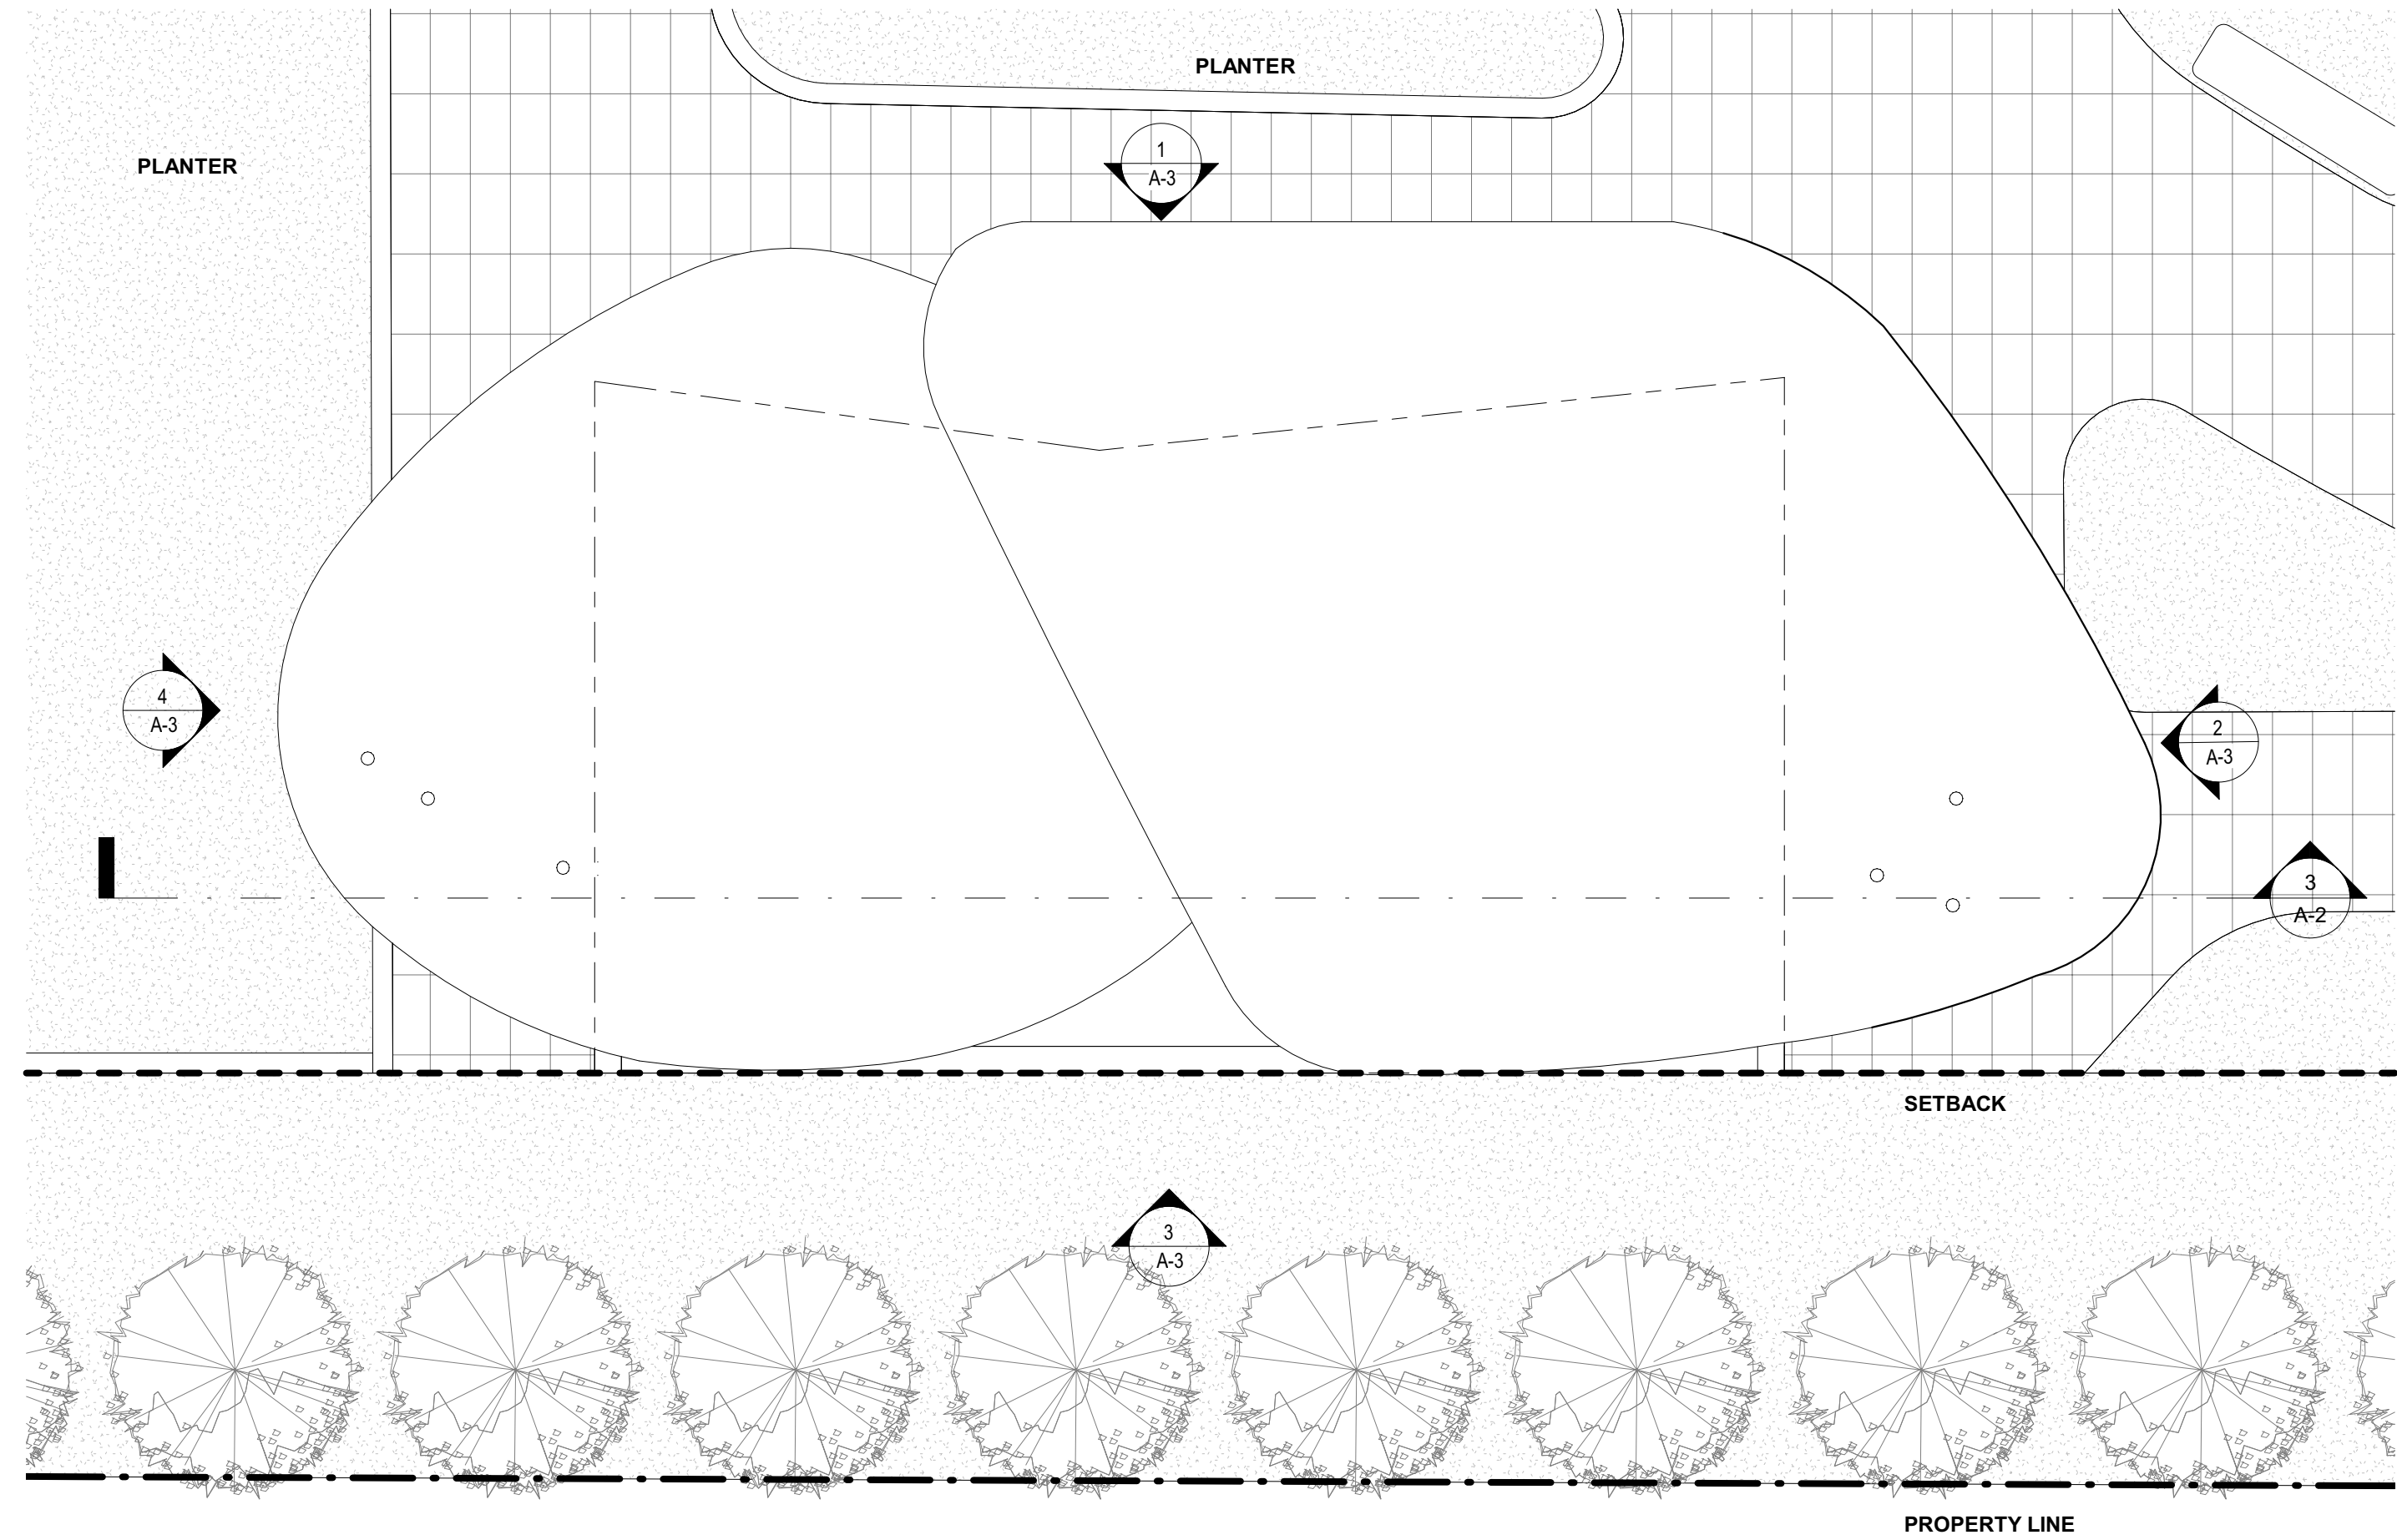 PLANTER
PLANTER
1
A-3
4
A-3
2
A-3
3
A-2
SETBACK
3
A-3
PROPERTY LINE